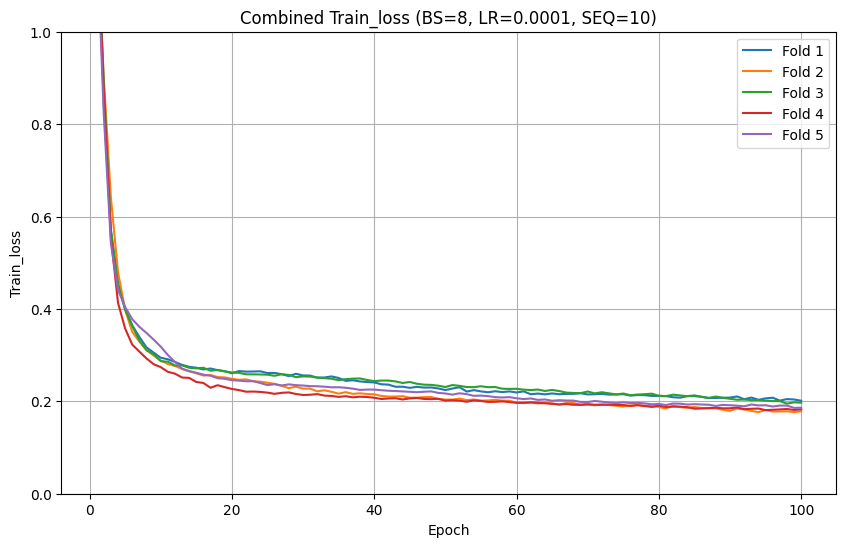 Combined Train_loss (BS=8, LR=0.0001, SEQ=10)
Fold 1
Fold 2
Fold 3
Fold 4
Fold 5
Train_loss
1.0
0.8
0.6
0.4
0.2
0.0
0 20 40 60 80 100
Epoch